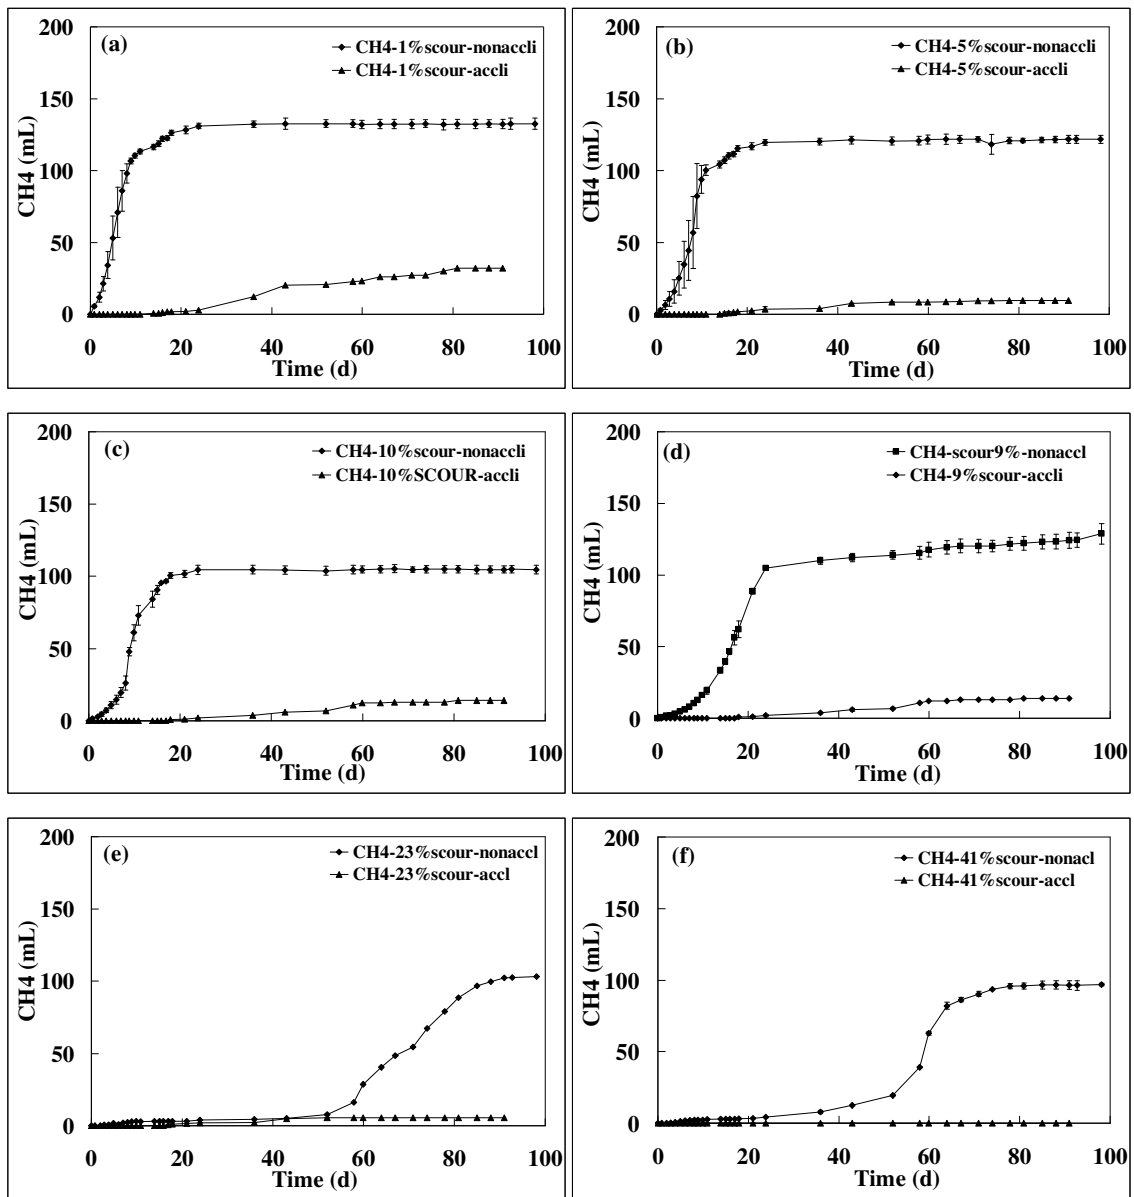 (a)
CH4-1%scour-nonaccli
CH4-1%scour-accli
CH4 (mL)
200
150
100
50
0
0 20 40 60 80 100
Time (d)
(b)
CH4-5%scour-nonaccli
CH4-5%scour-accli
CH4 (mL)
200
150
100
50
0
0 20 40 60 80 100
Time (d)
(c)
CH4-10%scour-nonaccli
CH4-10%SCOUR-accli
CH4 (mL)
200
150
100
50
0
0 20 40 60 80 100
Time (d)
(d)
CH4-scour9%-nonaccl
CH4-9%scour-accli
CH4 (mL)
200
150
100
50
0
0 20 40 60 80 100
Time (d)
(e)
CH4-23%scour-nonaccl
CH4-23%scour-accl
CH4 (mL)
200
150
100
50
0
0 20 40 60 80 100
Time (d)
(f)
CH4-41%scour-nonacl
CH4-41%scour-accl
CH4 (mL)
200
150
100
50
0
0 20 40 60 80 100
Time (d)